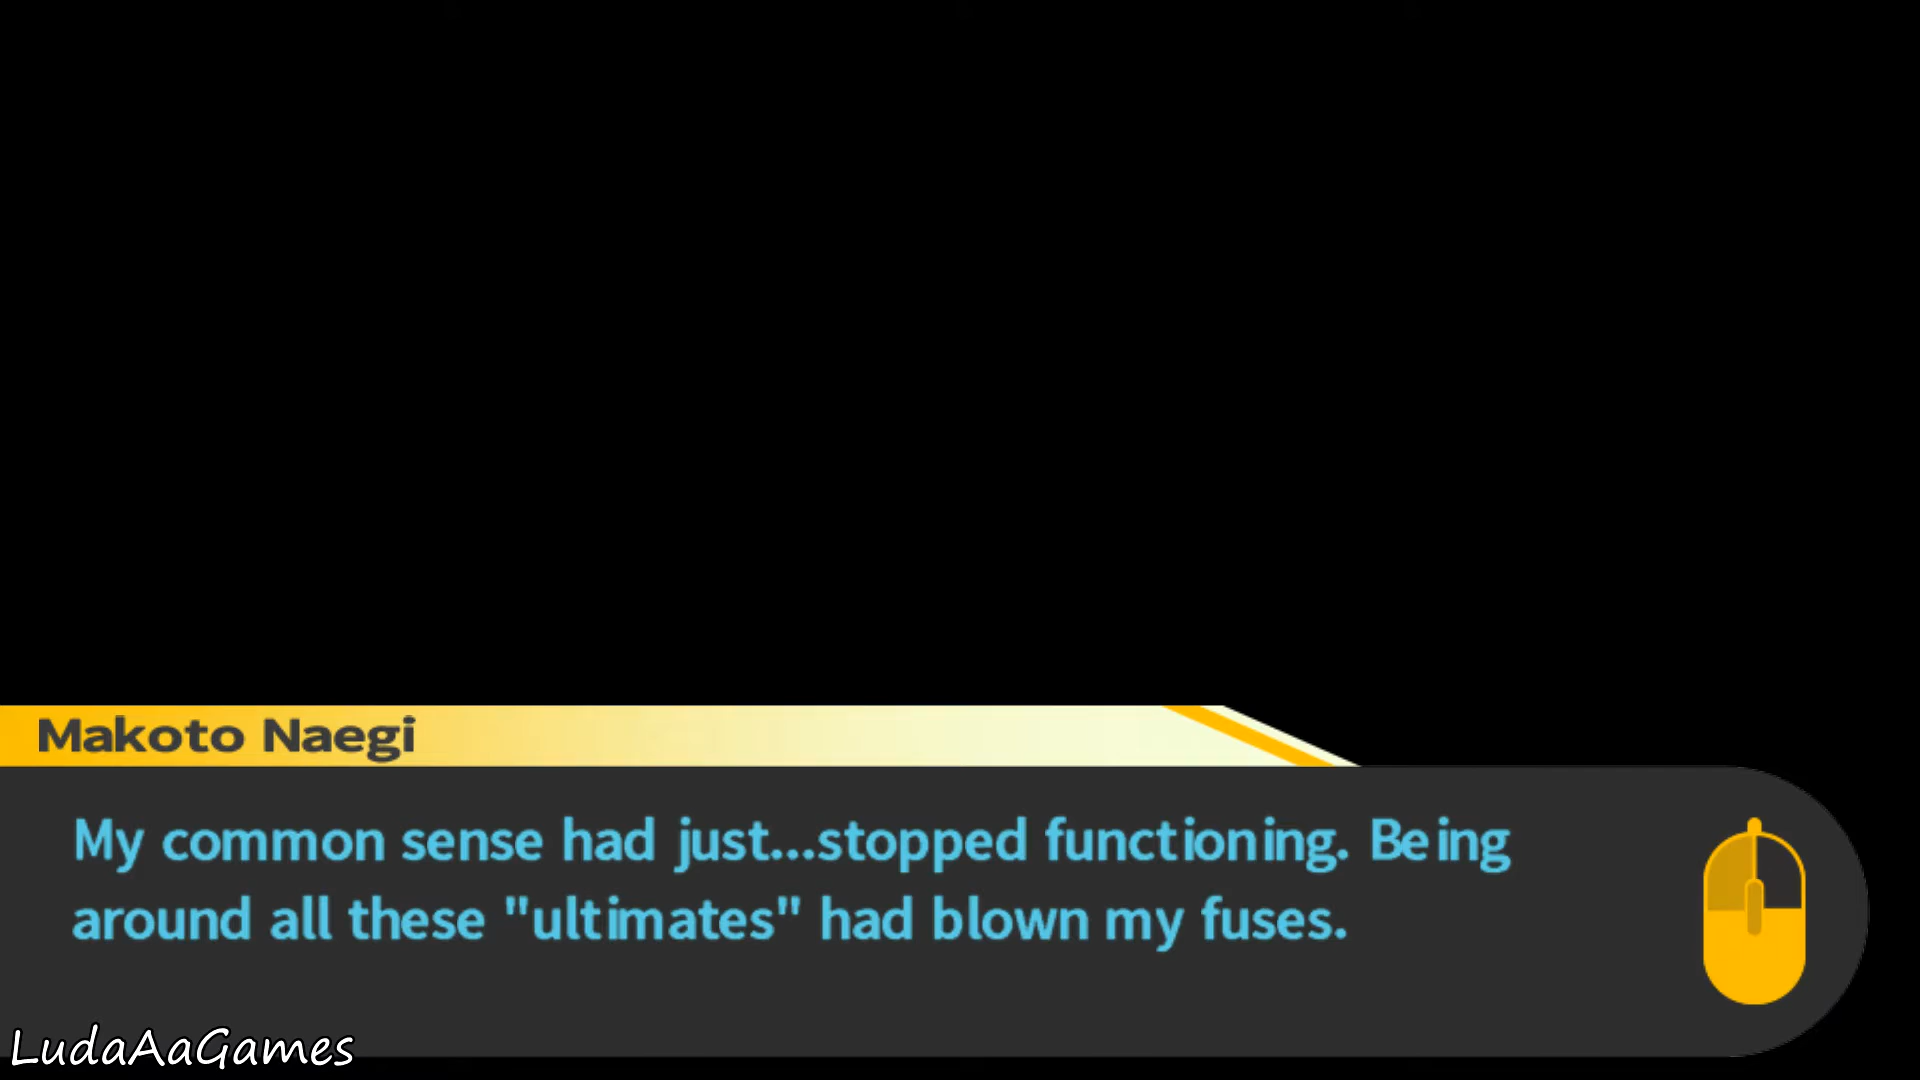 Makoto Naegi
My common sense had just...stopped functioning. Being
around all these "ultimates" had blown my fuses.
LudaAaGames